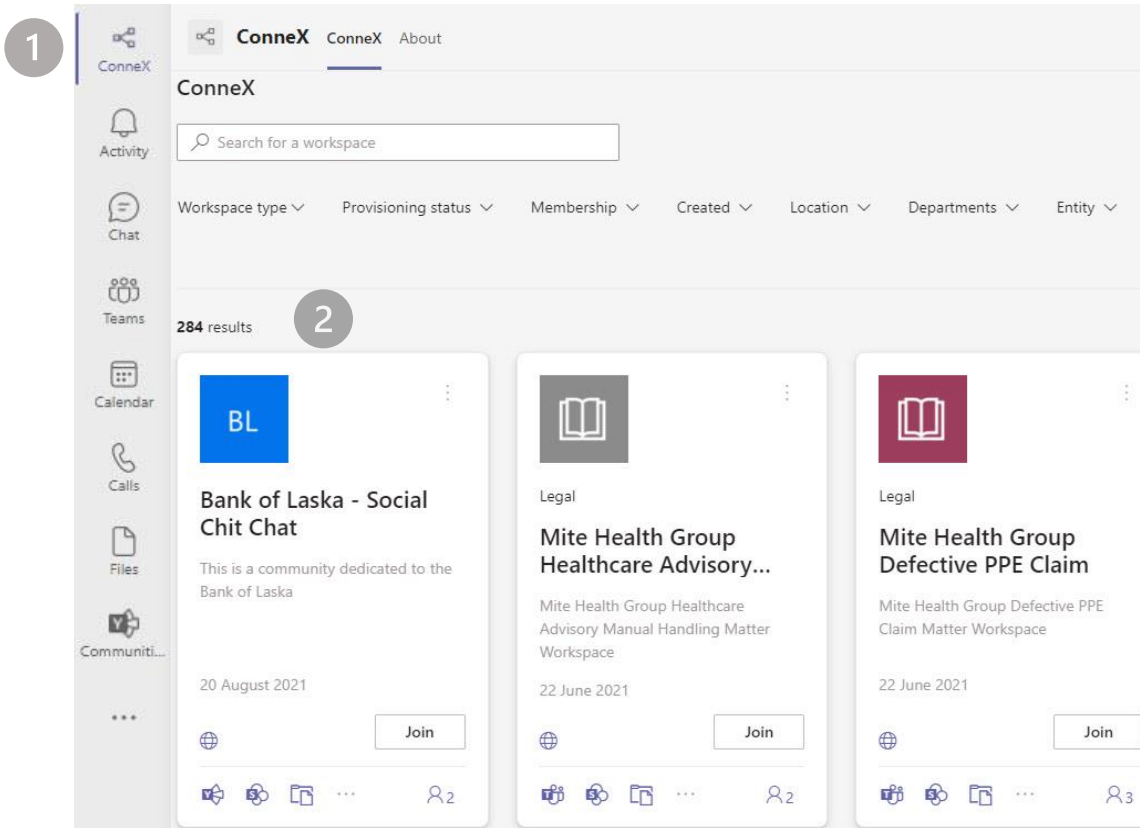 1
ConneX
Activity
Chat
Teams
Calendar
Calls
Files
Communiti...
ConneX ConneX About
ConneX
Search for a workspace
Workspace type Provisioning status Membership Created Location Departments Entity
284 results
2
BL
Bank of Laska - Social
Chit Chat
This is a community dedicated to the
Bank of Laska
20 August 2021
Join
2
Legal
Mite Health Group
Healthcare Advisory...
Mite Health Group Healthcare
Advisory Manual Handling Matter
Workspace
22 June 2021
Join
2
Legal
Mite Health Group
Defective PPE Claim
Mite Health Group Defective PPE
Claim Matter Workspace
22 June 2021
Join
3